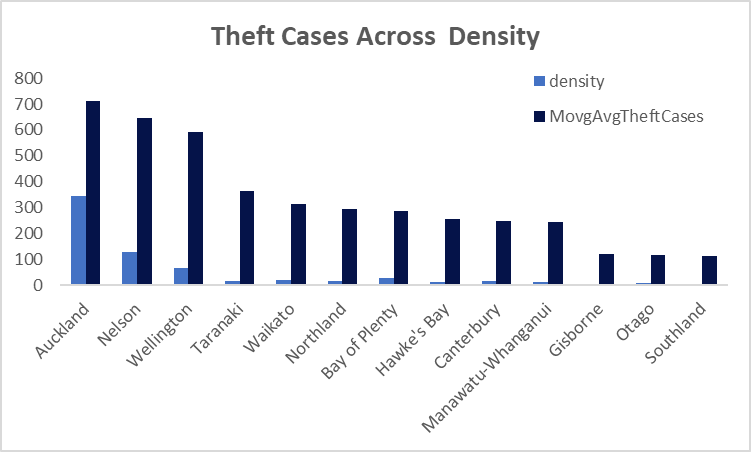 Theft Cases Across  Density
density
MovgAvgTheftCases
800
700
600
500
400
300
200
100
0
Auckland
Nelson
Wellington
Taranaki
Waikato
Northland
Bay of Plenty
Hawke's Bay
Canterbury
Manawatu-Whanganui
Gisborne
Otago
Southland